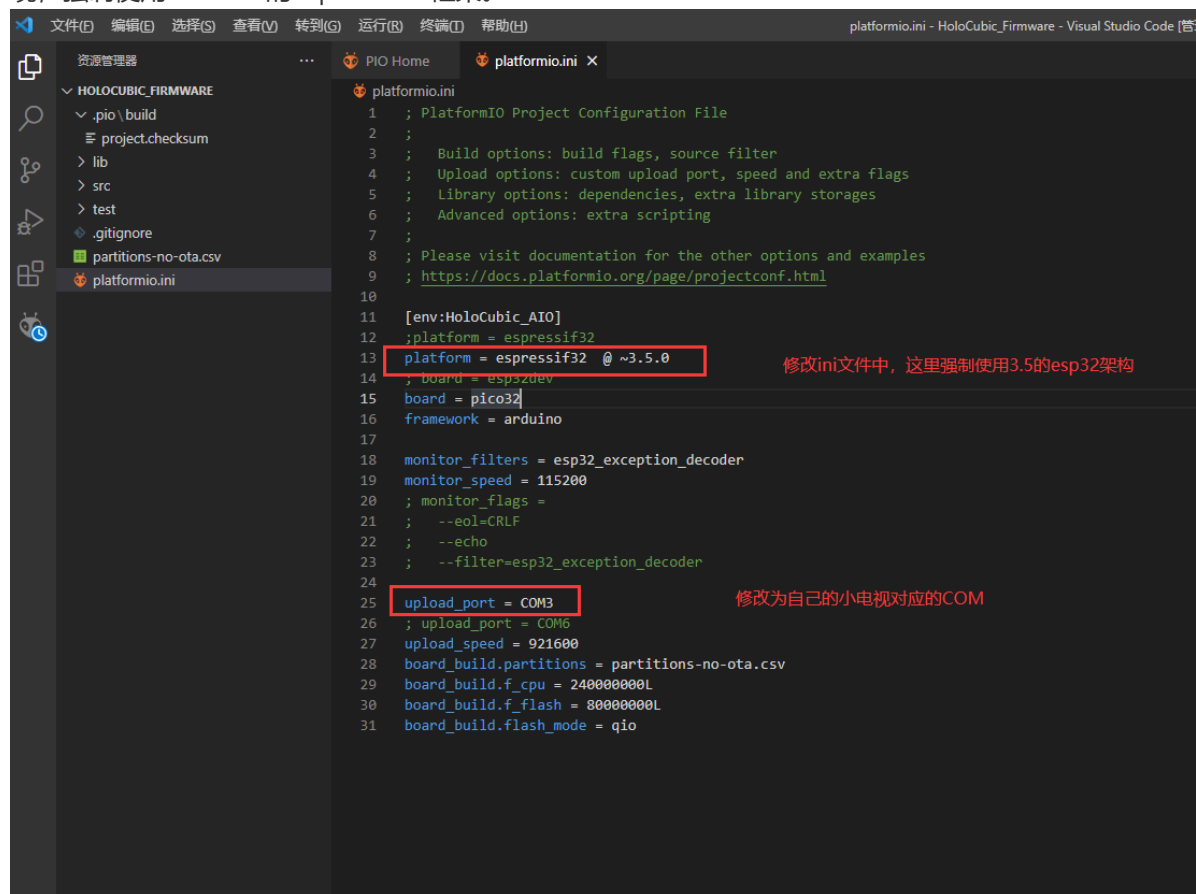 文件(F) 编辑(E) 选择(S) 查看(V) 转到(G) 运行(R) 终端(T) 帮助(H) platformio.ini - HoloCubic_Firmware - Visual Studio Code [管
资源管理器 ···
PIO Home
platformio.ini ×
HOLOCUBIC_FIRMWARE
.pio\build
project.checksum
lib
src
test
.gitignore
partitions-no-ota.csv
platformio.ini
platformio.ini
1 ; PlatformIO Project Configuration File
2 ;
3 ;   Build options: build flags, source filter
4 ;   Upload options: custom upload port, speed and extra flags
5 ;   Library options: dependencies, extra library storages
6 ;   Advanced options: extra scripting
7 ;
8 ; Please visit documentation for the other options and examples
9 ; https://docs.platformio.org/page/projectconf.html
10
11 [env:HoloCubic_AIO]
12 ;platform = espressif32
13 platform = espressif32  @ ~3.5.0
修改ini文件中，这里强制使用3.5的esp32架构
14 ; board = esp32dev
15 board = pico32
16 framework = arduino
17
18 monitor_filters = esp32_exception_decoder
19 monitor_speed = 115200
20 ; monitor_flags =
21 ;   --eol=CRLF
22 ;   --echo
23 ;   --filter=esp32_exception_decoder
24
25 upload_port = COM3
修改为自己的小电视对应的COM
26 ; upload_port = COM6
27 upload_speed = 921600
28 board_build.partitions = partitions-no-ota.csv
29 board_build.f_cpu = 240000000L
30 board_build.f_flash = 80000000L
31 board_build.flash_mode = qio